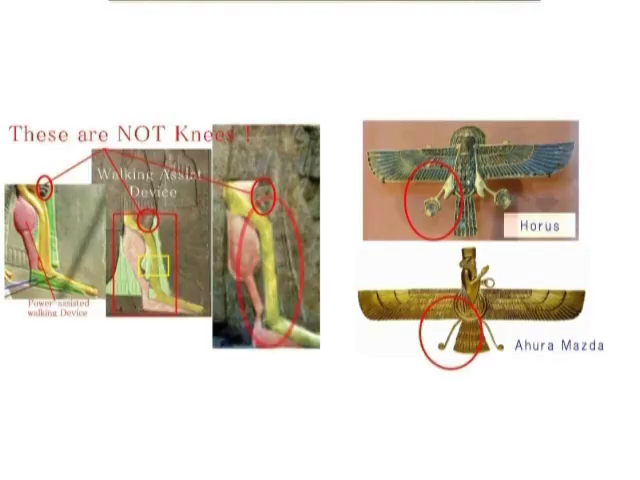 These are NOT Knees !
Walking Assist
Device
Power assisted
walking Device
Horus
Ahura Mazda